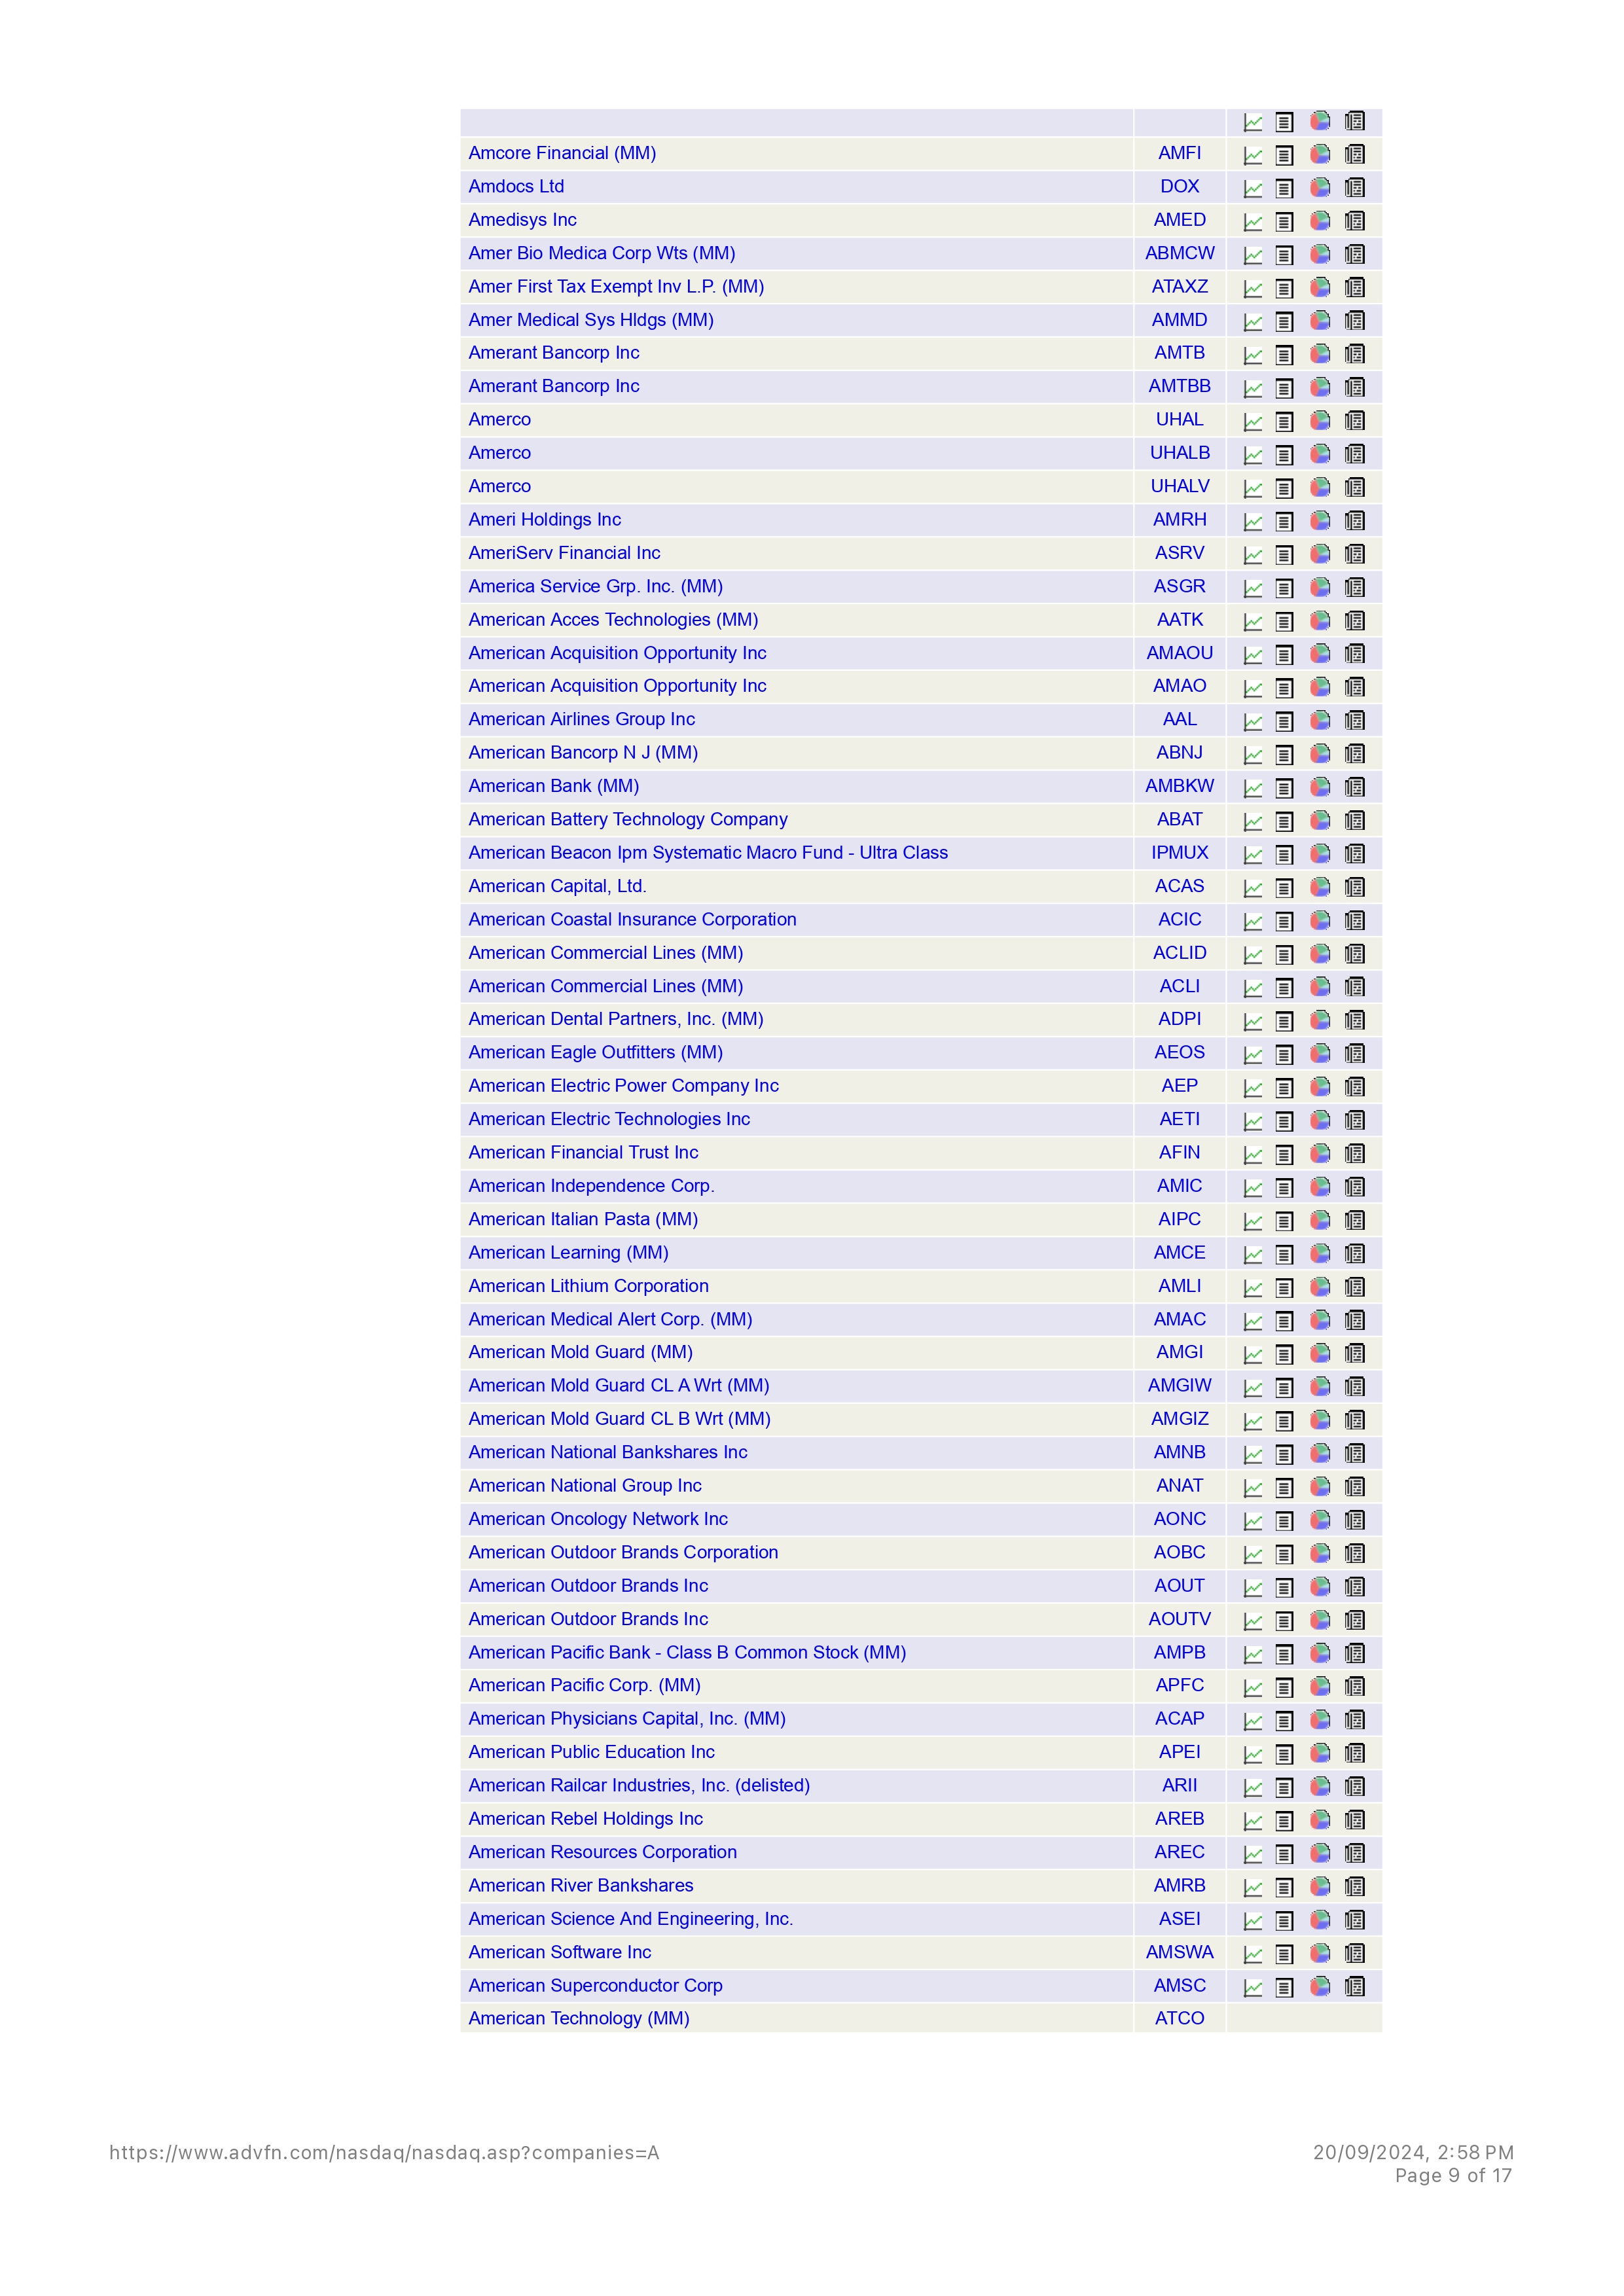 Amcore Financial (MM) AMFI
Amdocs Ltd DOX
Amedisys Inc AMED
Amer Bio Medica Corp Wts (MM) ABMCW
Amer First Tax Exempt Inv L.P. (MM) ATAXZ
Amer Medical Sys Hldgs (MM) AMMD
Amerant Bancorp Inc AMTB
Amerant Bancorp Inc AMTBB
Amerco UHAL
Amerco UHALB
Amerco UHALV
Ameri Holdings Inc AMRH
AmeriServ Financial Inc ASRV
America Service Grp. Inc. (MM) ASGR
American Acces Technologies (MM) AATK
American Acquisition Opportunity Inc AMAOU
American Acquisition Opportunity Inc AMAO
American Airlines Group Inc AAL
American Bancorp N J (MM) ABNJ
American Bank (MM) AMBKW
American Battery Technology Company ABAT
American Beacon Ipm Systematic Macro Fund - Ultra Class IPMUX
American Capital, Ltd. ACAS
American Coastal Insurance Corporation ACIC
American Commercial Lines (MM) ACLID
American Commercial Lines (MM) ACLI
American Dental Partners, Inc. (MM) ADPI
American Eagle Outfitters (MM) AEOS
American Electric Power Company Inc AEP
American Electric Technologies Inc AETI
American Financial Trust Inc AFIN
American Independence Corp. AMIC
American Italian Pasta (MM) AIPC
American Learning (MM) AMCE
American Lithium Corporation AMLI
American Medical Alert Corp. (MM) AMAC
American Mold Guard (MM) AMGI
American Mold Guard CL A Wrt (MM) AMGIW
American Mold Guard CL B Wrt (MM) AMGIZ
American National Bankshares Inc AMNB
American National Group Inc ANAT
American Oncology Network Inc AONC
American Outdoor Brands Corporation AOBC
American Outdoor Brands Inc AOUT
American Outdoor Brands Inc AOUTV
American Pacific Bank - Class B Common Stock (MM) AMPB
American Pacific Corp. (MM) APFC
American Physicians Capital, Inc. (MM) ACAP
American Public Education Inc APEI
American Railcar Industries, Inc. (delisted) ARII
American Rebel Holdings Inc AREB
American Resources Corporation AREC
American River Bankshares AMRB
American Science And Engineering, Inc. ASEI
American Software Inc AMSWA
American Superconductor Corp AMSC
American Technology (MM) ATCO
https://www.advfn.com/nasdaq/nasdaq.asp?companies=A 20/09/2024, 2:58 PM
Page 9 of 17